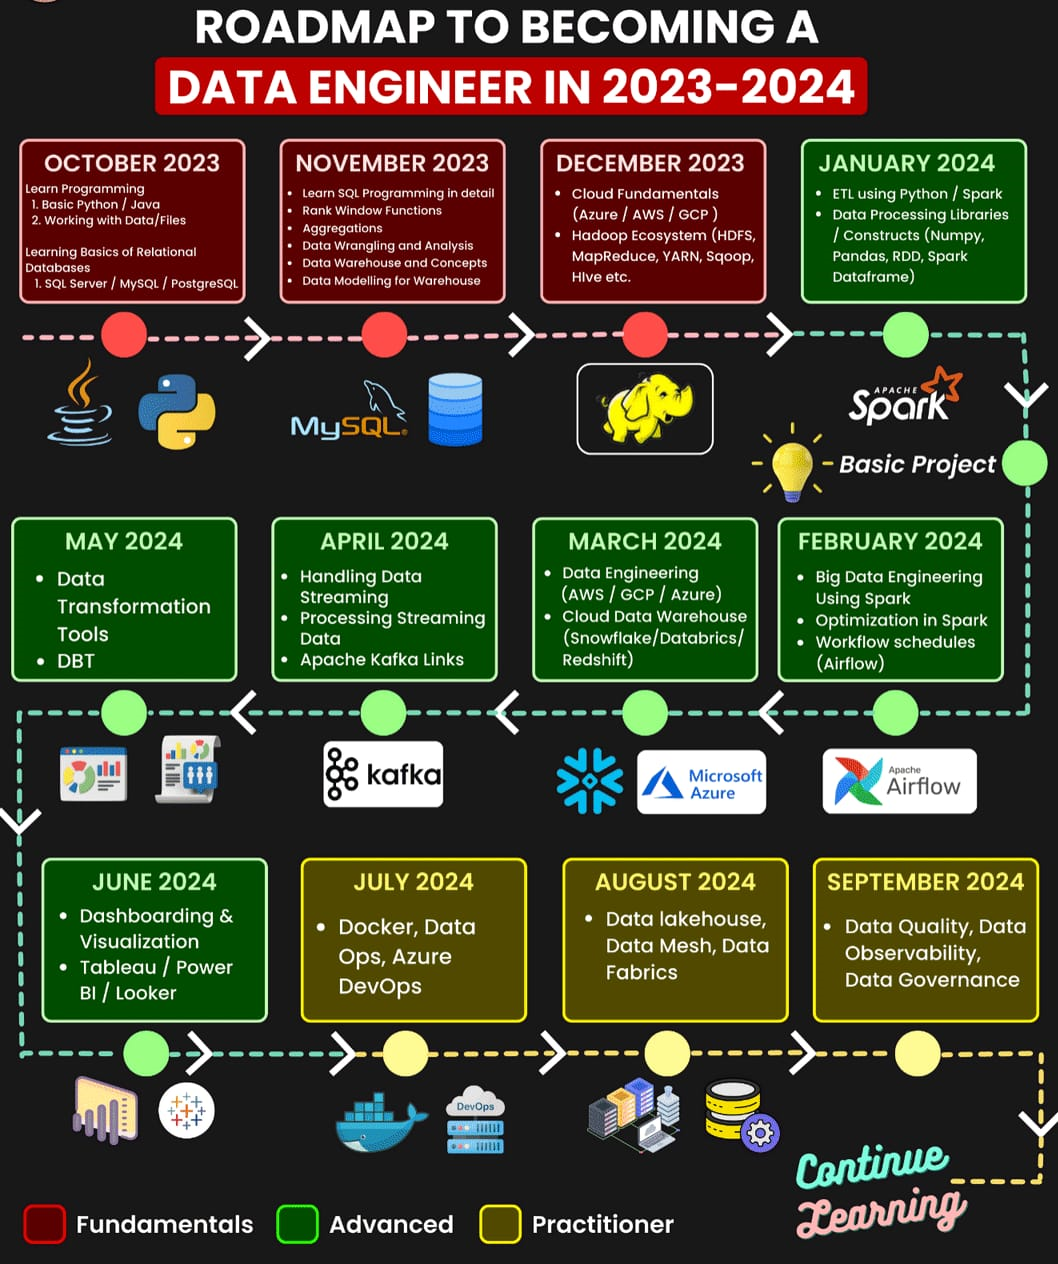 ROADMAP TO BECOMING A
DATA ENGINEER IN 2023-2024
OCTOBER 2023
Learn Programming
1. Basic Python / Java
2. Working with Data/Files
Learning Basics of Relational
Databases
1. SQL Server / MySQL / PostgreSQL
NOVEMBER 2023
• Learn SQL Programming in detail
• Rank Window Functions
• Aggregations
• Data Wrangling and Analysis
• Data Warehouse and Concepts
• Data Modelling for Warehouse
DECEMBER 2023
• Cloud Fundamentals
(Azure / AWS / GCP )
• Hadoop Ecosystem (HDFS,
MapReduce, YARN, Sqoop,
HIve etc.
JANUARY 2024
• ETL using Python / Spark
• Data Processing Libraries
/ Constructs (Numpy,
Pandas, RDD, Spark
Dataframe)
MySQL
APACHE
Spark
Basic Project
MAY 2024
• Data
Transformation
Tools
• DBT
APRIL 2024
• Handling Data
Streaming
• Processing Streaming
Data
• Apache Kafka Links
MARCH 2024
• Data Engineering
(AWS / GCP / Azure)
• Cloud Data Warehouse
(Snowflake/Databrics/
Redshift)
FEBRUARY 2024
• Big Data Engineering
Using Spark
• Optimization in Spark
• Workflow schedules
(Airflow)
kafka
Microsoft
Azure
Apache
Airflow
JUNE 2024
• Dashboarding &
Visualization
• Tableau / Power
BI / Looker
JULY 2024
• Docker, Data
Ops, Azure
DevOps
AUGUST 2024
• Data lakehouse,
Data Mesh, Data
Fabrics
SEPTEMBER 2024
• Data Quality, Data
Observability,
Data Governance
DevOps
Continue
Learning
Fundamentals
Advanced
Practitioner